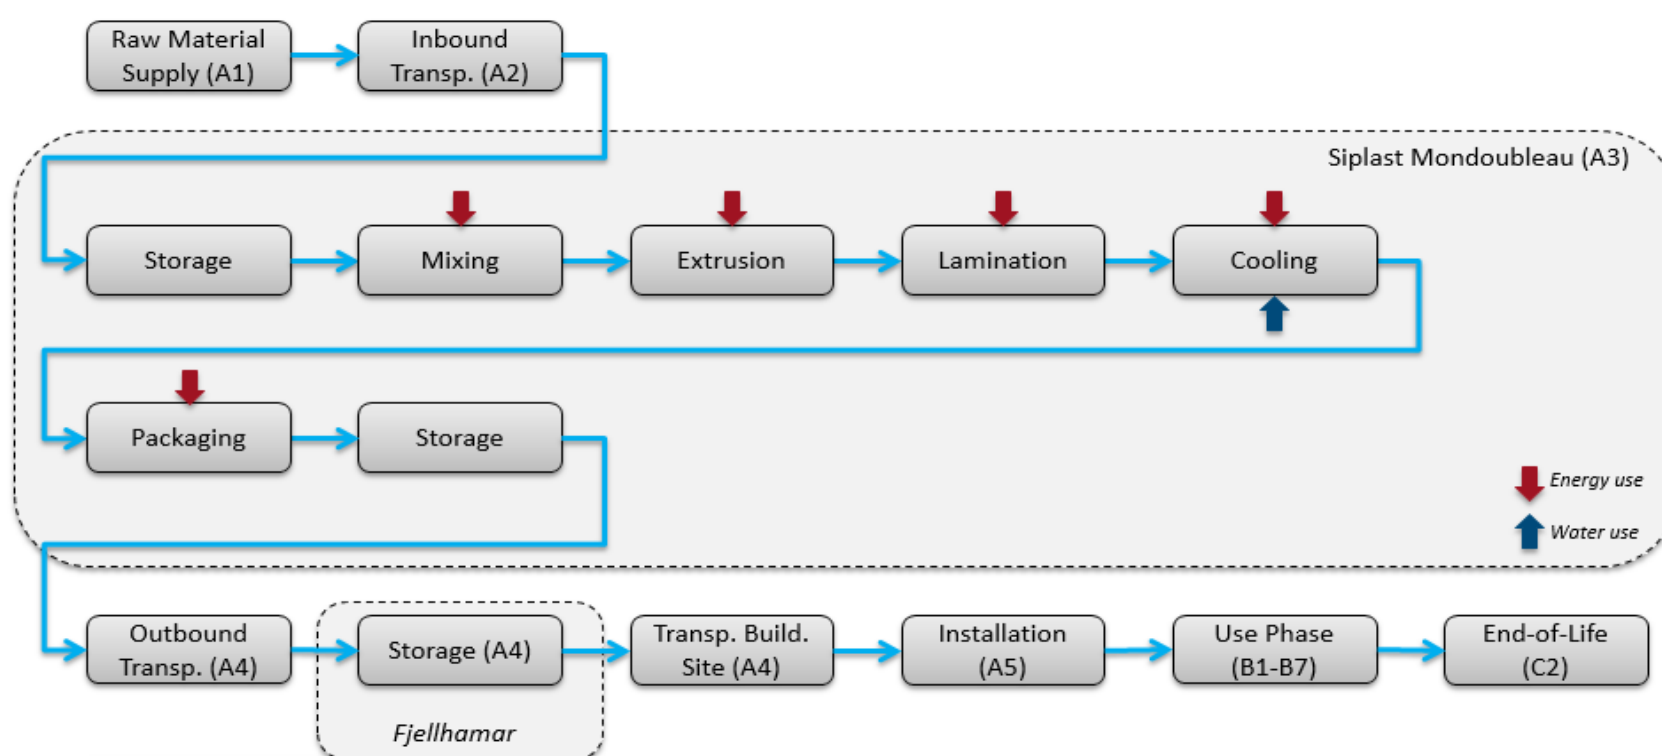 Raw Material
Supply (A1)
Inbound
Transp. (A2)
Siplast Mondoubleau (A3)
Storage
Mixing
Extrusion
Lamination
Cooling
Packaging
Storage
Energy use
Water use
Outbound
Transp. (A4)
Storage (A4)
Transp. Build.
Site (A4)
Installation
(A5)
Use Phase
(B1-B7)
End-of-Life
(C2)
Fjellhamar